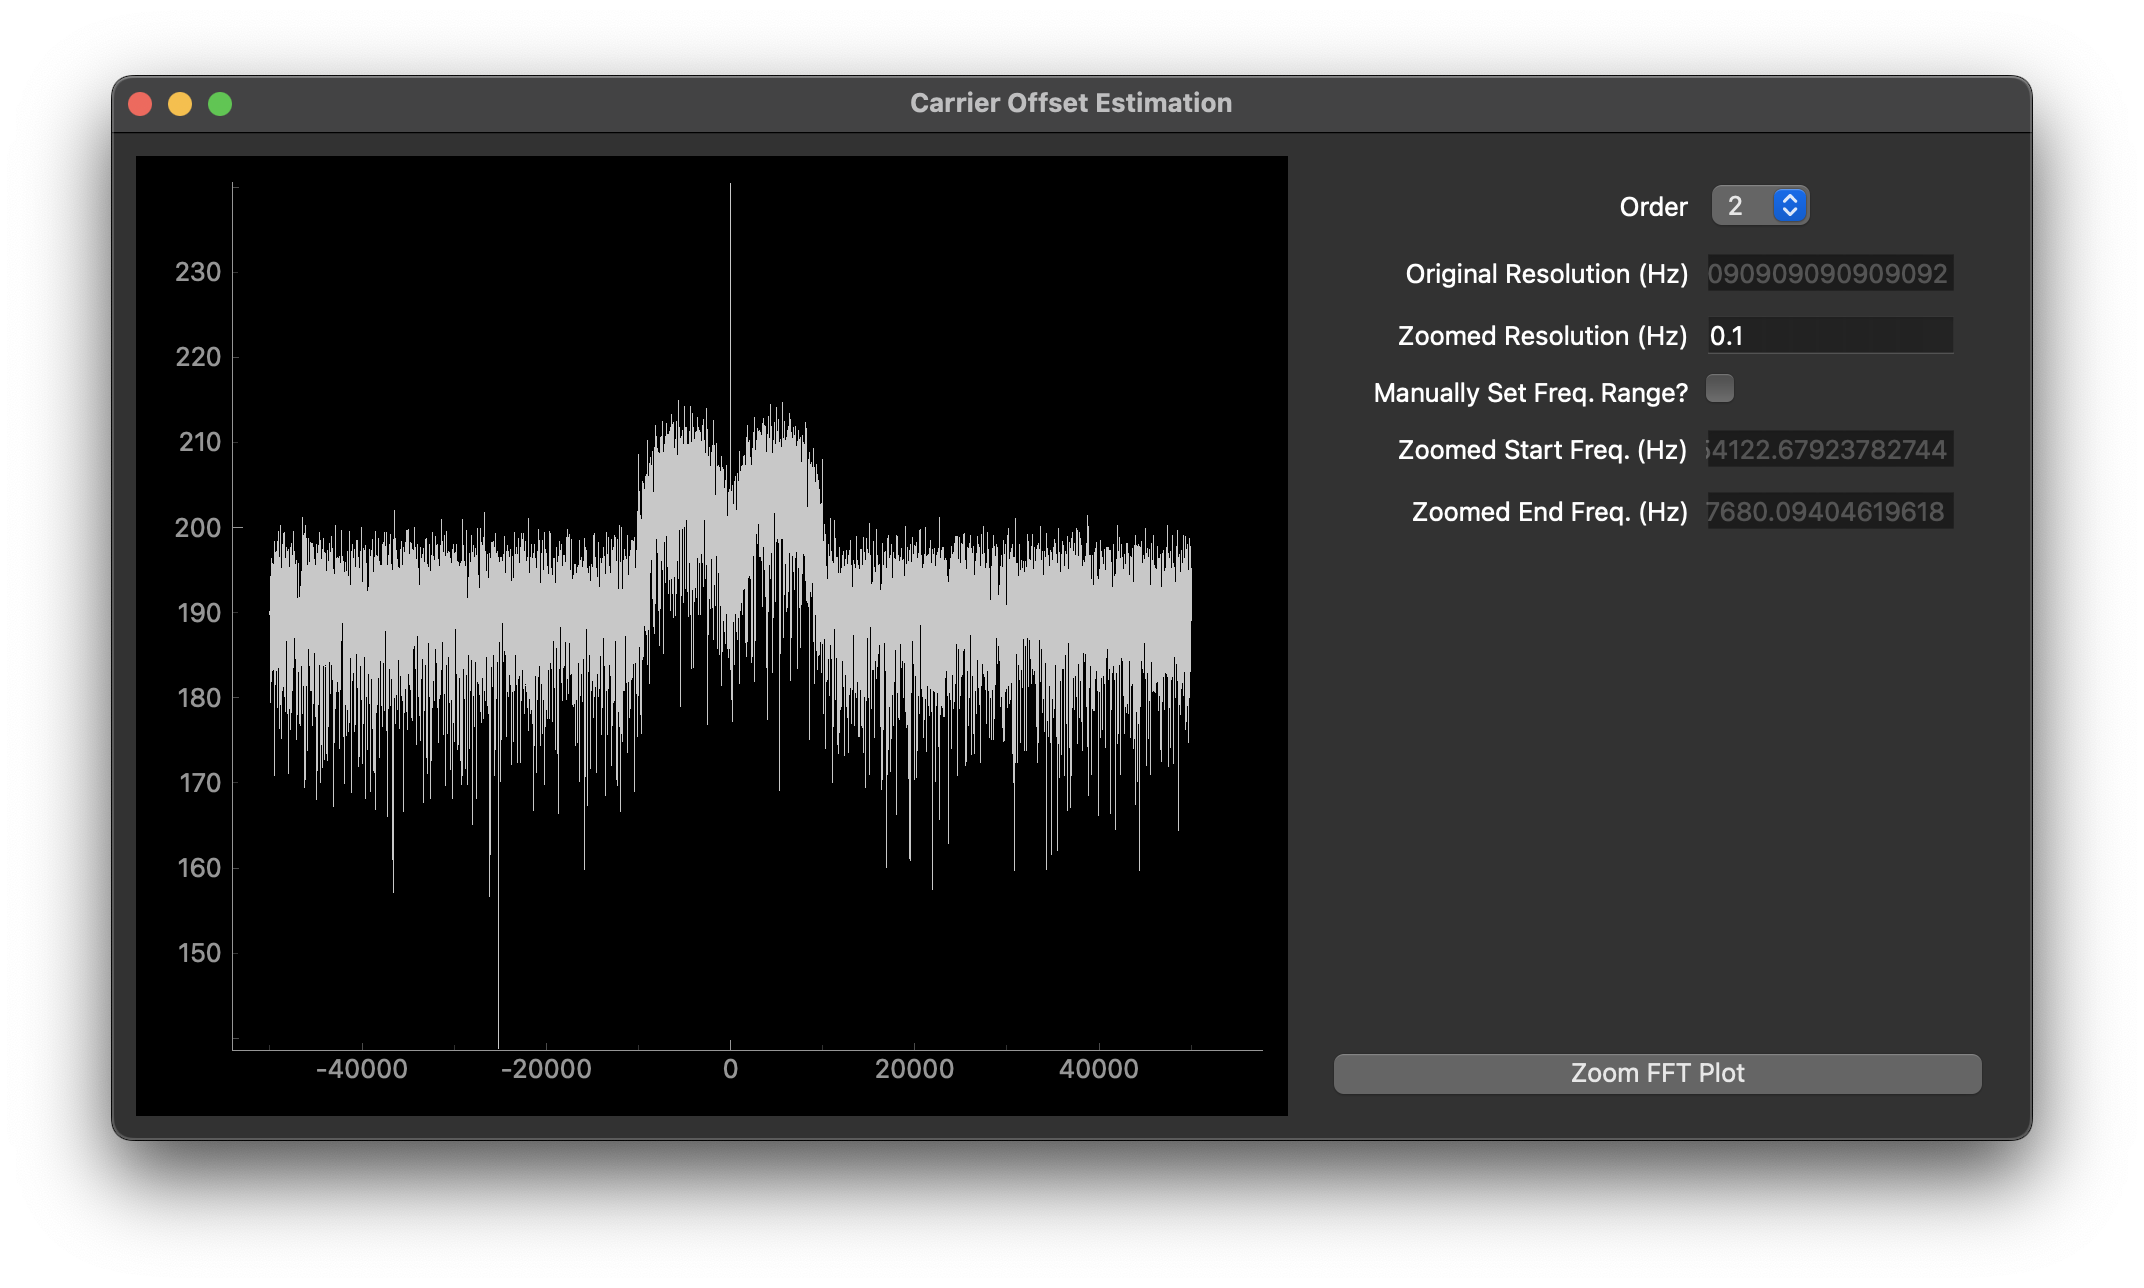 Carrier Offset Estimation
230
220
210
200
190
180
170
160
150
-40000 -20000 0 20000 40000
Order 2
Original Resolution (Hz) 090909090909092
Zoomed Resolution (Hz) 0.1
Manually Set Freq. Range?
Zoomed Start Freq. (Hz) 54122.67923782744
Zoomed End Freq. (Hz) 7680.09404619618
Zoom FFT Plot